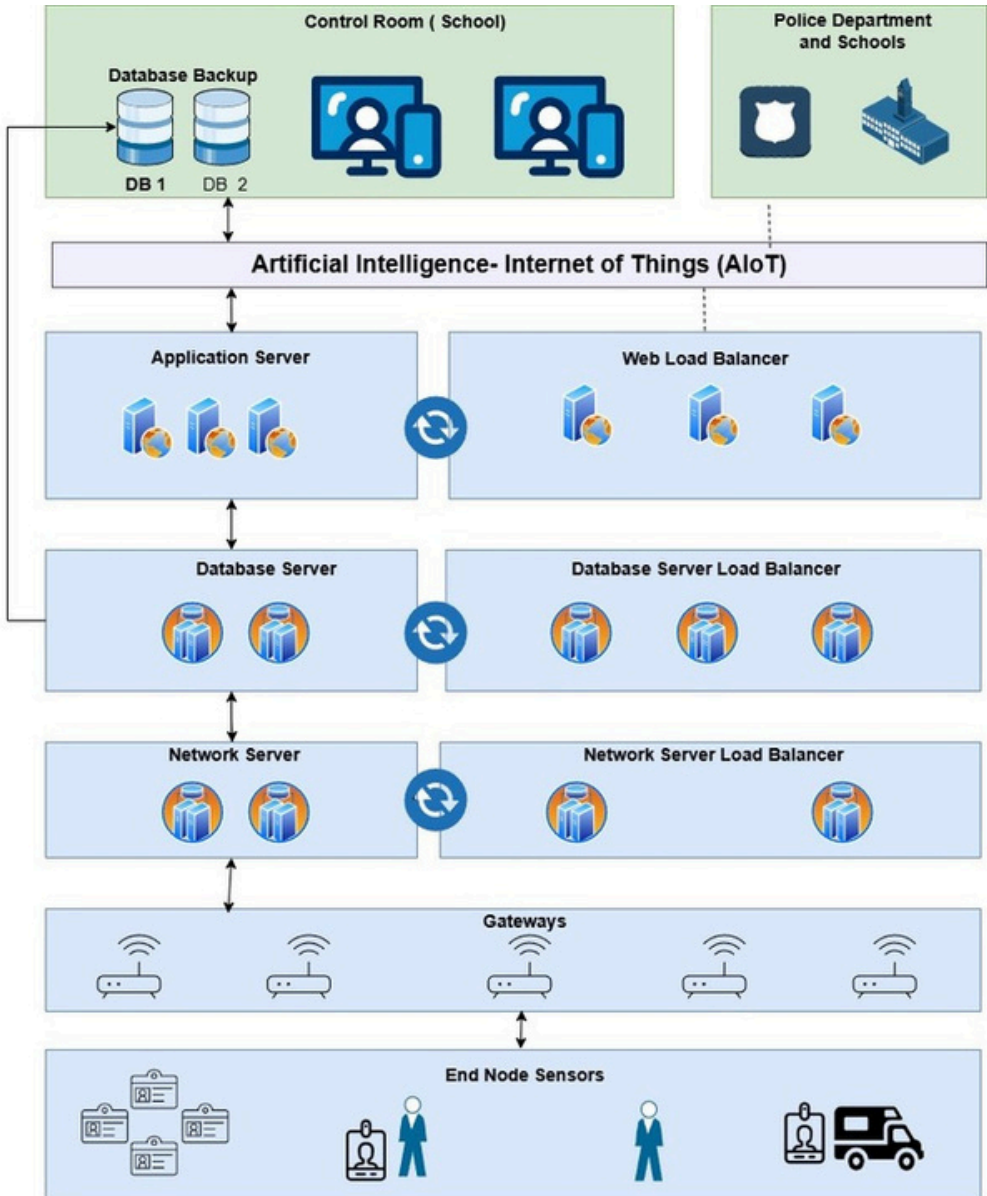 Control Room ( School)
Police Department
and Schools
Database Backup
DB 1
DB 2
Artificial Intelligence- Internet of Things (AIoT)
Application Server
Web Load Balancer
Database Server
Database Server Load Balancer
Network Server
Network Server Load Balancer
Gateways
End Node Sensors